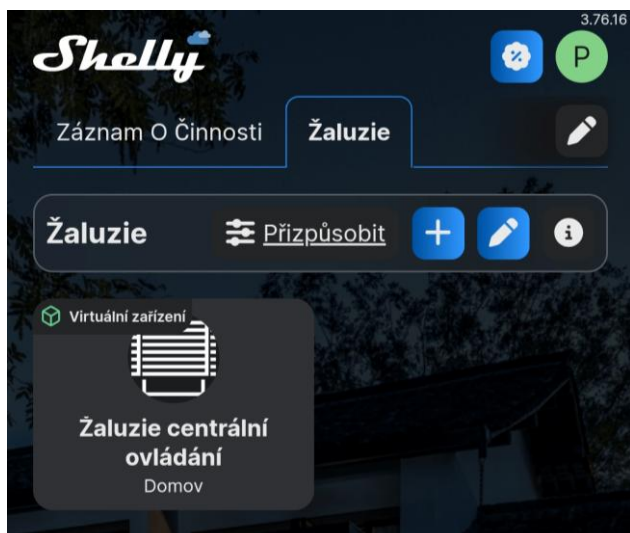 3.76.16
Shelly
P
Záznam O Činnosti
Žaluzie
Žaluzie
Přizpůsobit
Virtuální zařízení
Žaluzie centrální
ovládání
Domov